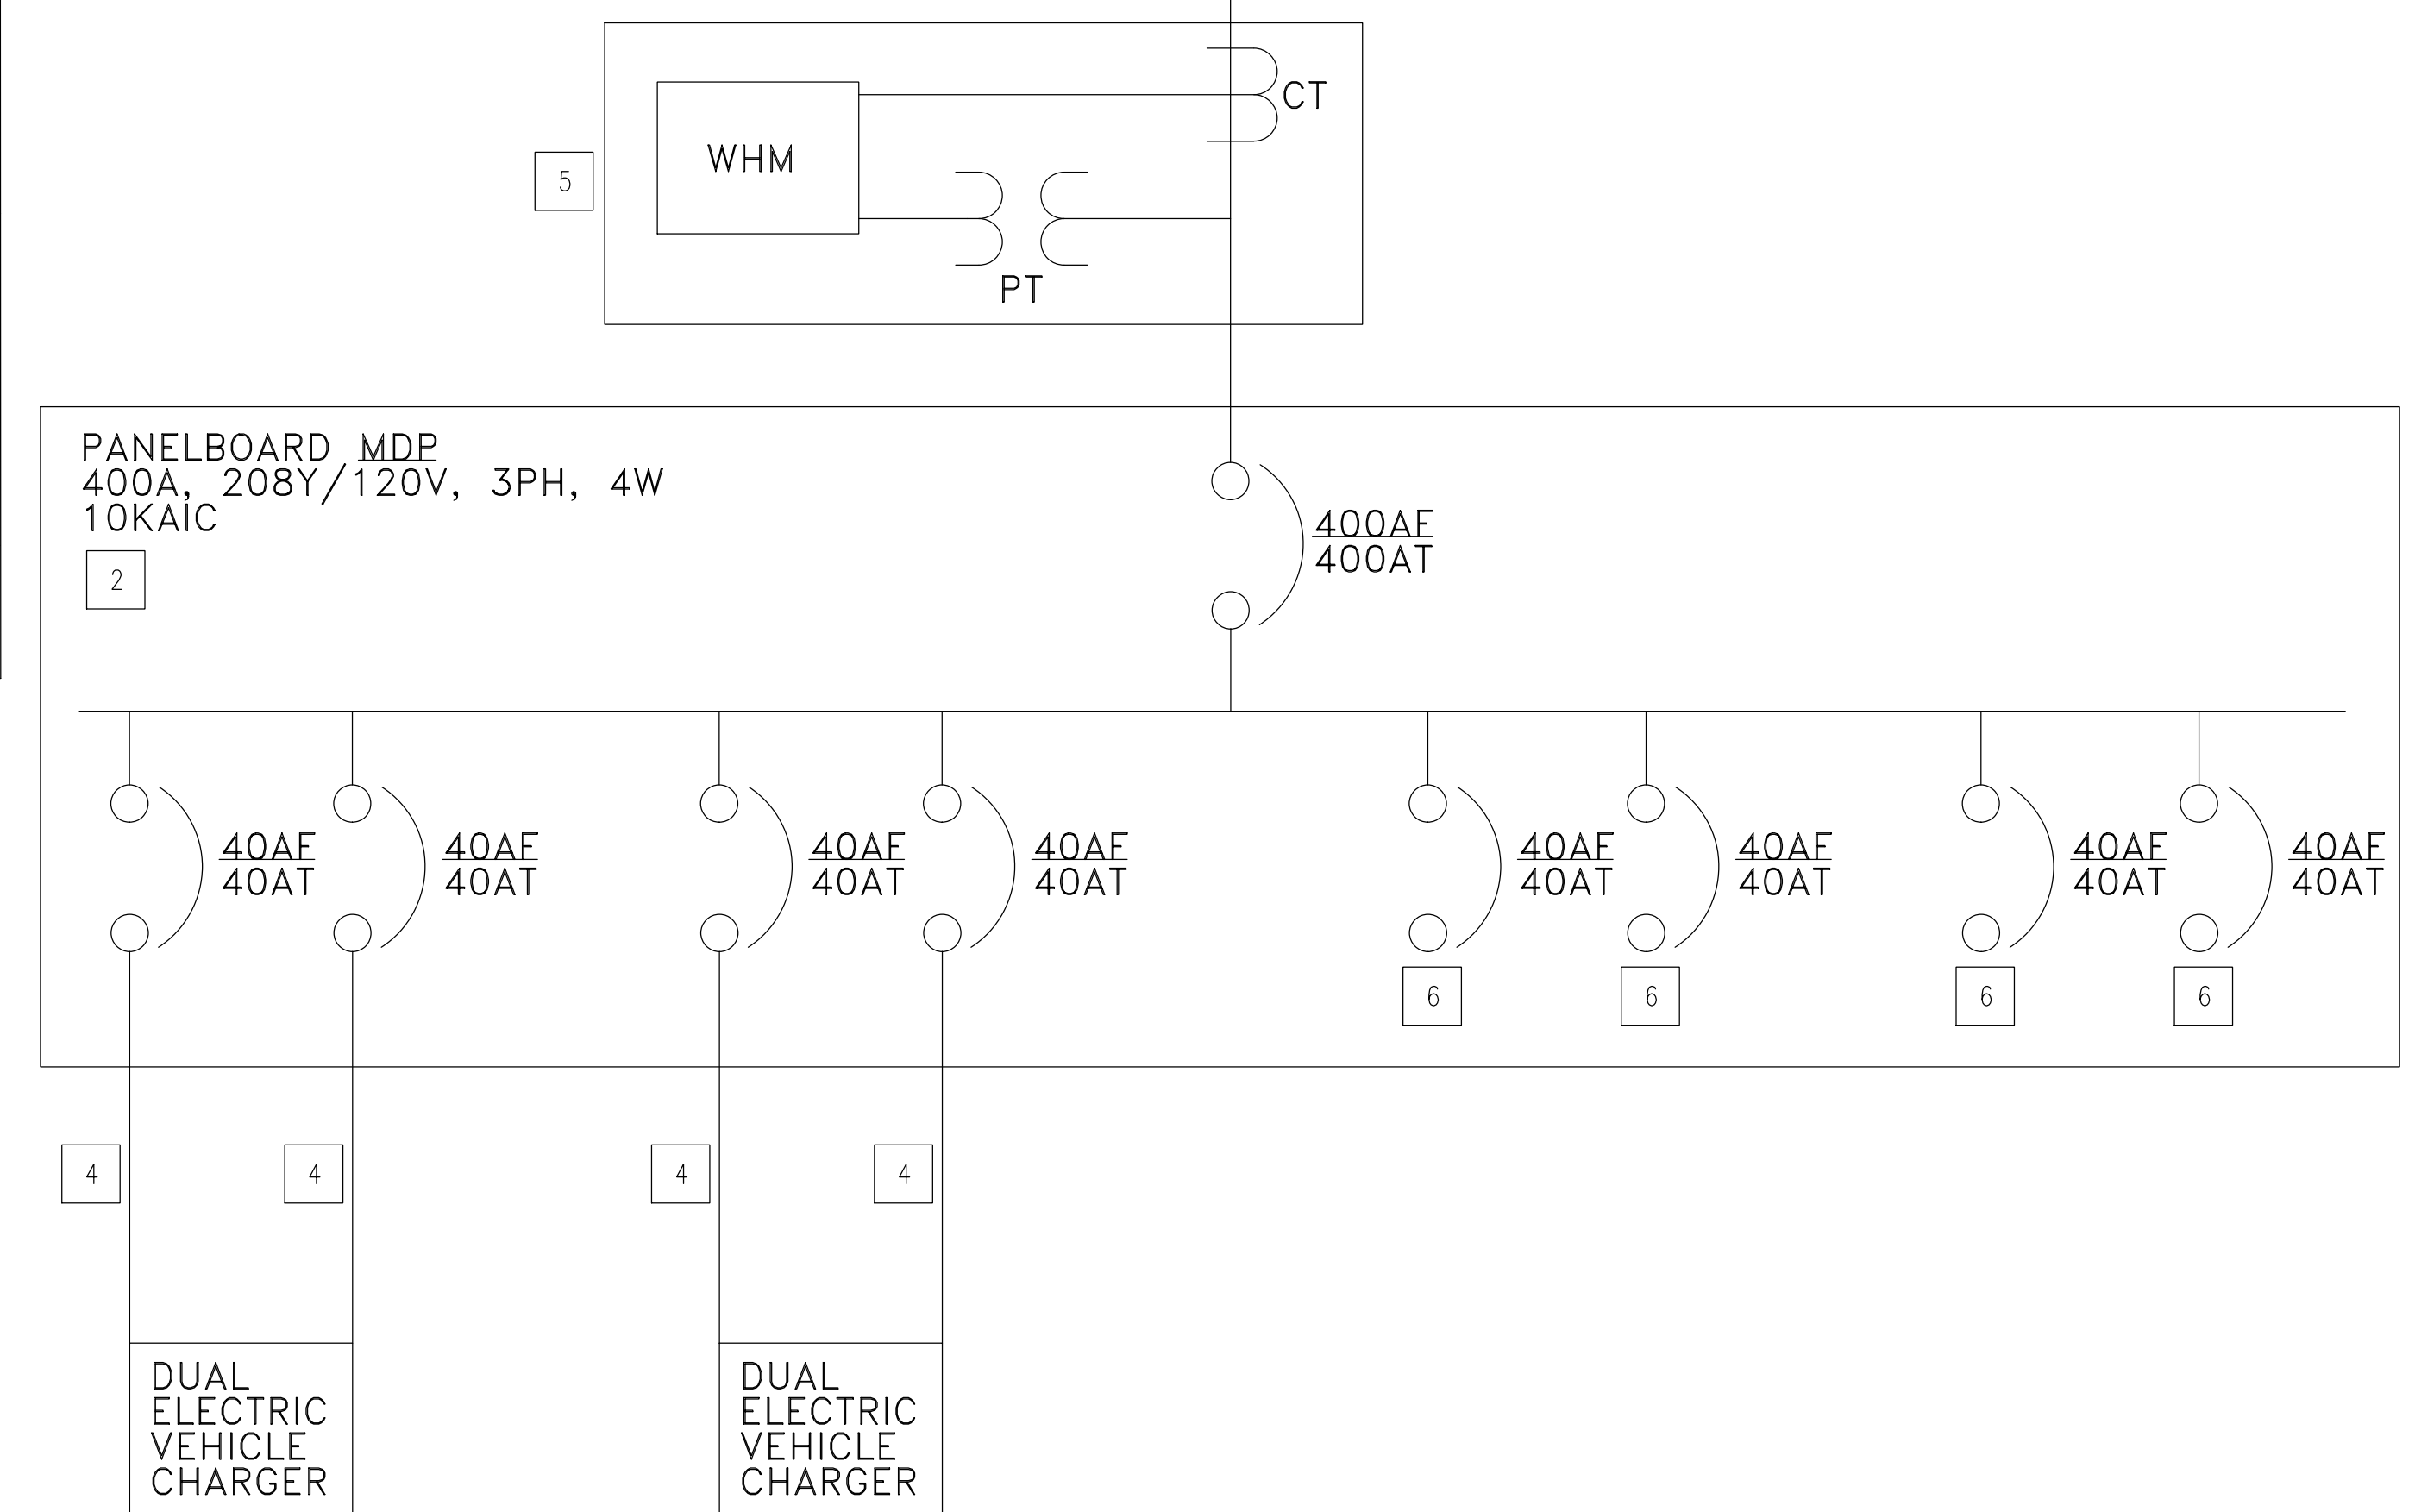 CT
WHM
5
PT
PANELBOARD MDP
400A, 208Y/120V, 3PH, 4W
10KAIC
2
400AF
400AT
40AF 40AF 40AF 40AF 40AF 40AF 40AF 40AF
40AT 40AT 40AT 40AT 40AT 40AT 40AT 40AT
6 6 6 6
4 4 4 4
DUAL
ELECTRIC
VEHICLE
CHARGER
DUAL
ELECTRIC
VEHICLE
CHARGER